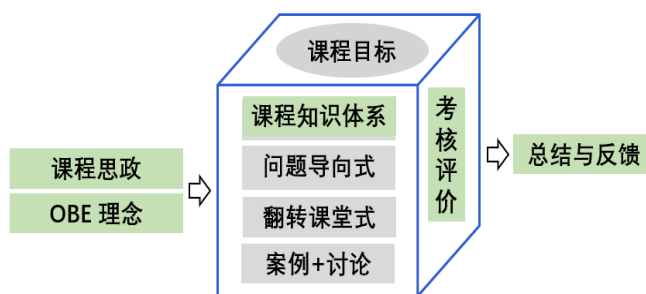 课程目标
课程知识体系
问题导向式
翻转课堂式
案例+讨论
考核评价
课程思政
OBE 理念
总结与反馈